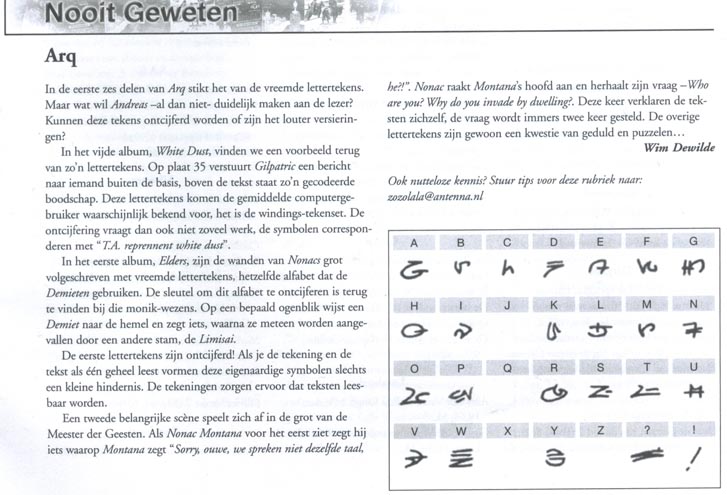 Nooit Geweten
Arq
In de eerste zes delen van Arq stikt het van de vreemde lettertekens.
Maar wat wil Andreas –al dan niet- duidelijk maken aan de lezer?
Kunnen deze tekens ontcijferd worden of zijn het louter versierin-
gen?
In het vijde album, White Dust, vinden we een voorbeeld terug
van zo'n lettertekens. Op plaat 35 verstuurt Gilpatric een bericht
naar iemand buiten de basis, boven de tekst staat zo'n gecodeerde
boodschap. Deze lettertekens komen de gemiddelde computerge-
bruiker waarschijnlijk bekend voor, het is de windings-tekenset. De
ontcijfering vraagt dan ook niet zoveel werk, de symbolen correspon-
deren met "T.A. reprennent white dust".
In het eerste album, Elders, zijn de wanden van Nonacs grot
volgeschreven met vreemde lettertekens, hetzelfde alfabet dat de
Demieten gebruiken. De sleutel om dit alfabet te ontcijferen is terug
te vinden bij die monik-wezens. Op een bepaald ogenblik wijst een
Demiet naar de hemel en zegt iets, waarna ze meteen worden aange-
vallen door een andere stam, de Limisai.
De eerste lettertekens zijn ontcijferd! Als je de tekening en de
tekst als één geheel leest vormen deze eigenaardige symbolen slechts
een kleine hindernis. De tekeningen zorgen ervoor dat teksten lees-
baar worden.
Een tweede belangrijke scène speelt zich af in de grot van de
Meester der Geesten. Als Nonac Montana voor het eerst ziet zegt hij
iets waarop Montana zegt "Sorry, ouwe, we spreken niet dezelfde taal,
he?!". Nonac raakt Montana's hoofd aan en herhaalt zijn vraag –Who
are you? Why do you invade by dwelling?. Deze keer verklaren de tek-
sten zichzelf, de vraag wordt immers twee keer gesteld. De overige
lettertekens zijn gewoon een kwestie van geduld en puzzelen…
Wim Dewilde
Ook nutteloze kennis? Stuur tips voor deze rubriek naar:
zozolala@antenna.nl
A B C D E F G
H I J K L M N
O P Q R S T U
V W X Y Z ? !